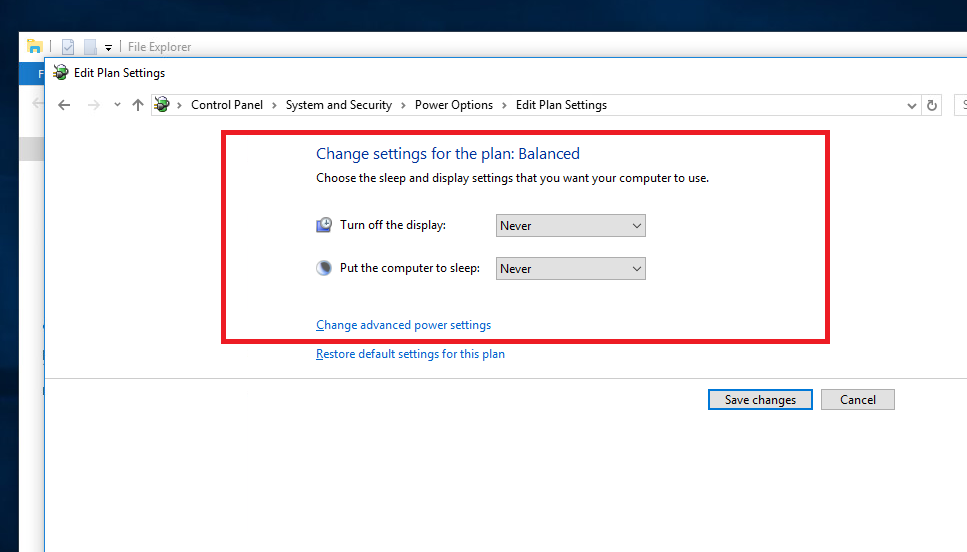 File Explorer
F
Edit Plan Settings
Control Panel > System and Security > Power Options > Edit Plan Settings
S
Change settings for the plan: Balanced
Choose the sleep and display settings that you want your computer to use.
Turn off the display: Never
Put the computer to sleep: Never
Change advanced power settings
Restore default settings for this plan
Save changes Cancel